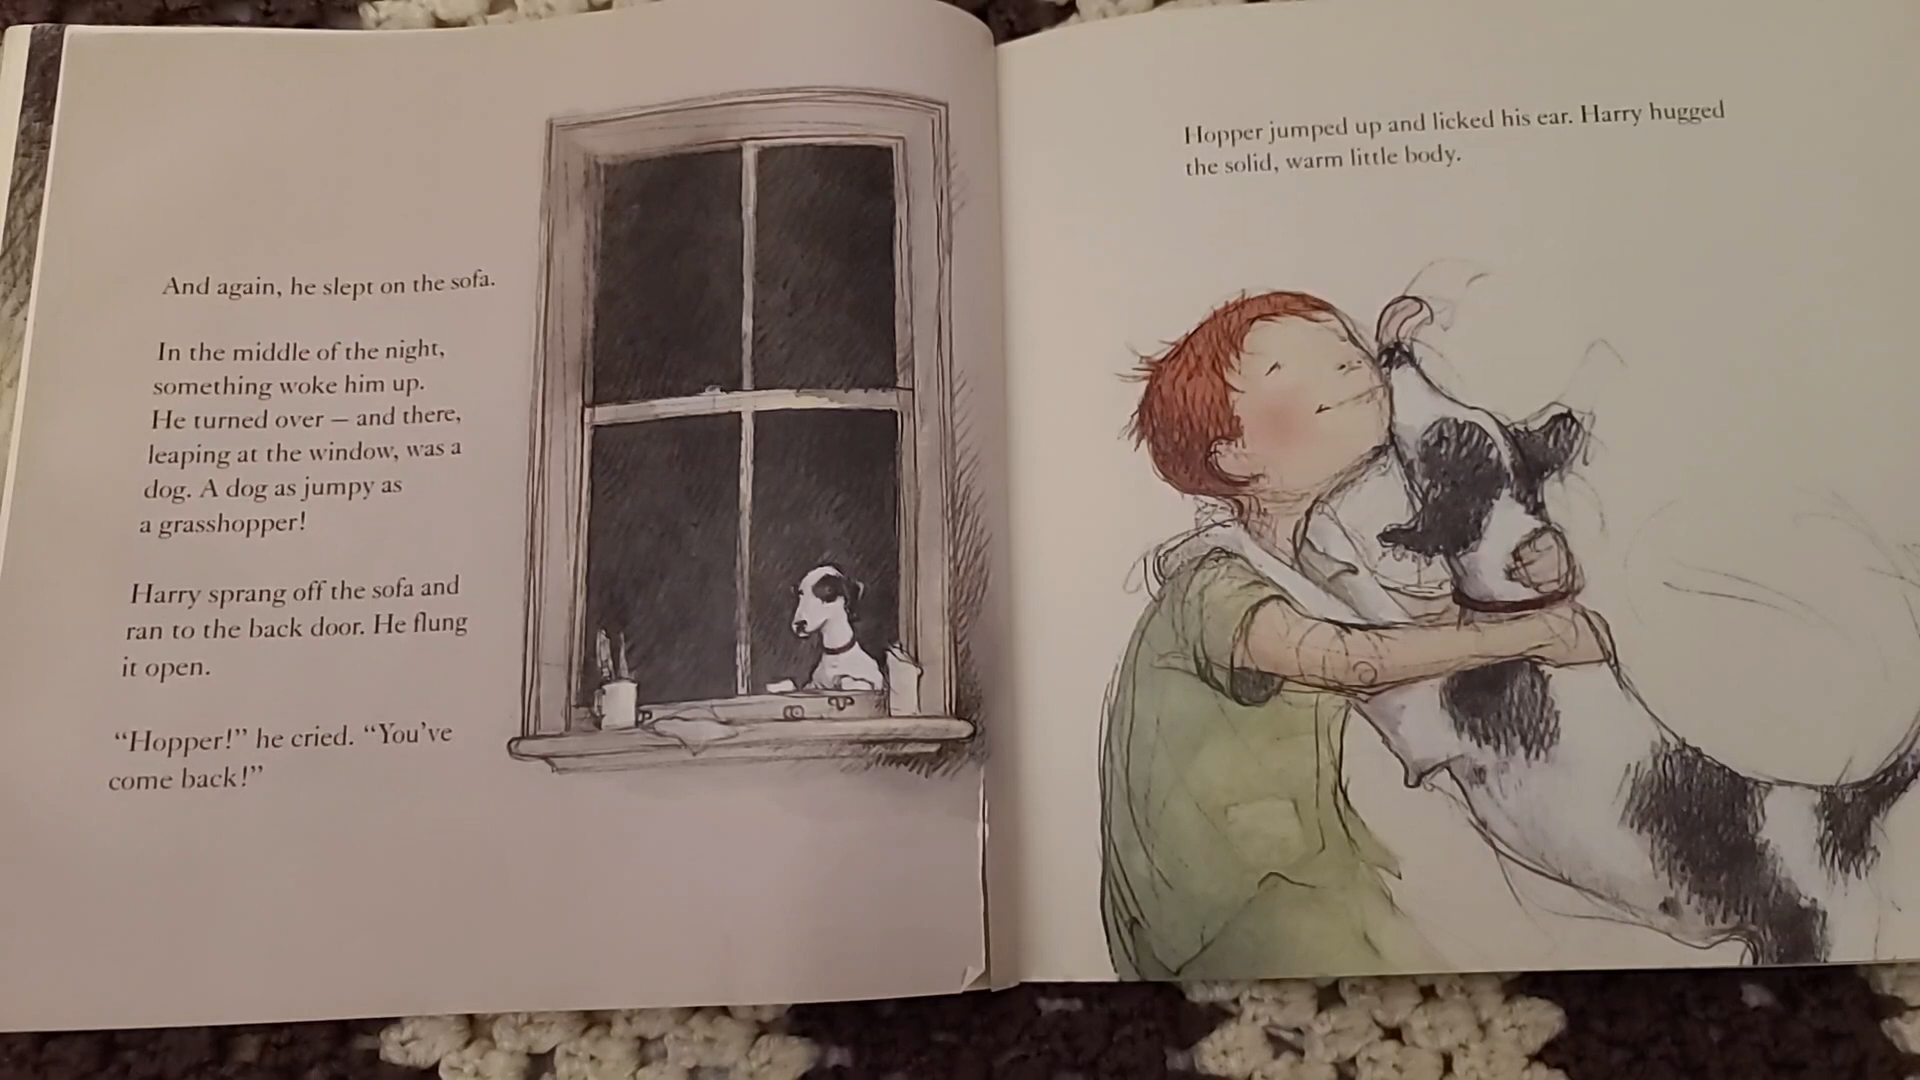 And again, he slept on the sofa.
In the middle of the night,
something woke him up.
He turned over – and there,
leaping at the window, was a
dog. A dog as jumpy as
a grasshopper!
Harry sprang off the sofa and
ran to the back door. He flung
it open.
“Hopper!” he cried. “You’ve
come back!”
Hopper jumped up and licked his ear. Harry hugged
the solid, warm little body.